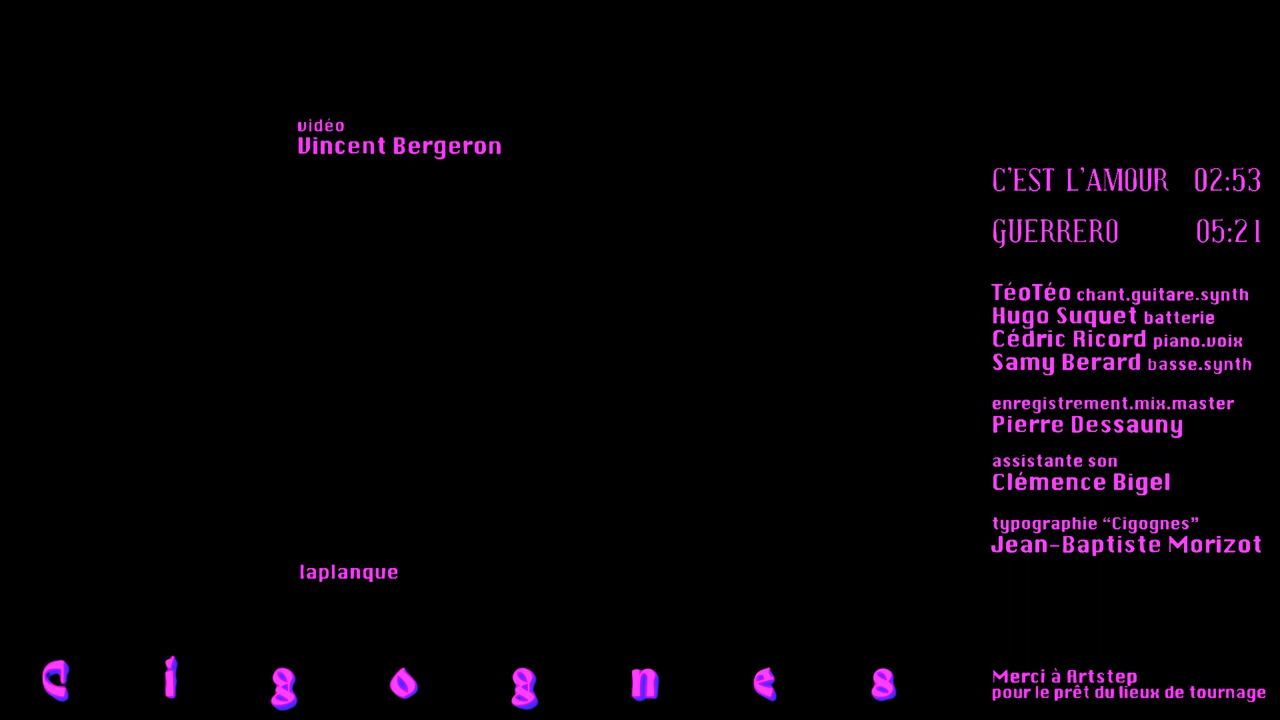 vidéo
Vincent Bergeron
C'EST L'AMOUR 02:53
GUERRERO 05:21
TéoTéo chant.guitare.synth
Hugo Suquet batterie
Cédric Ricord piano.voix
Samy Berard basse.synth
enregistrement.mix.master
Pierre Dessauny
assistante son
Clémence Bigel
typographie “Cigognes”
Jean-Baptiste Morizot
laplanque
cigognes
Merci à Artstep
pour le prêt du lieux de tournage